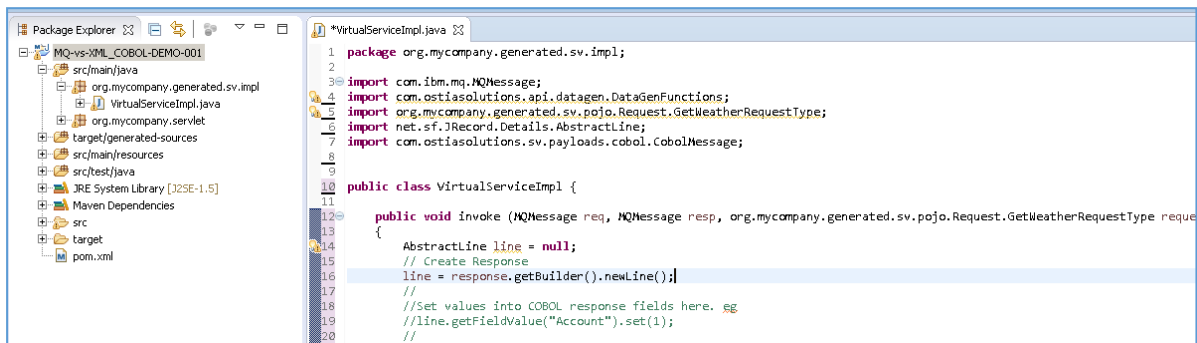 Package Explorer
*VirtualServiceImpl.java
MQ-vs-XML_COBOL-DEMO-001
src/main/java
org.mycompany.generated.sv.impl
VirtualServiceImpl.java
org.mycompany.servlet
target/generated-sources
src/main/resources
src/test/java
JRE System Library [J2SE-1.5]
Maven Dependencies
src
target
pom.xml
1 package org.mycompany.generated.sv.impl;
2
3 import com.ibm.mq.MQMessage;
4 import com.ostiasolutions.api.datagen.DataGenFunctions;
5 import org.mycompany.generated.sv.pojo.Request.GetWeatherRequestType;
6 import net.sf.JRecord.Details.AbstractLine;
7 import com.ostiasolutions.sv.payloads.cobol.CobolMessage;
8
9
10 public class VirtualServiceImpl {
11
12 public void invoke (MQMessage req, MQMessage resp, org.mycompany.generated.sv.pojo.Request.GetWeatherRequestType reque
13 {
14 AbstractLine line = null;
15 // Create Response
16 line = response.getBuilder().newLine();
17 //
18 //Set values into COBOL response fields here. eg
19 //line.getFieldValue("Account").set(1);
20 //